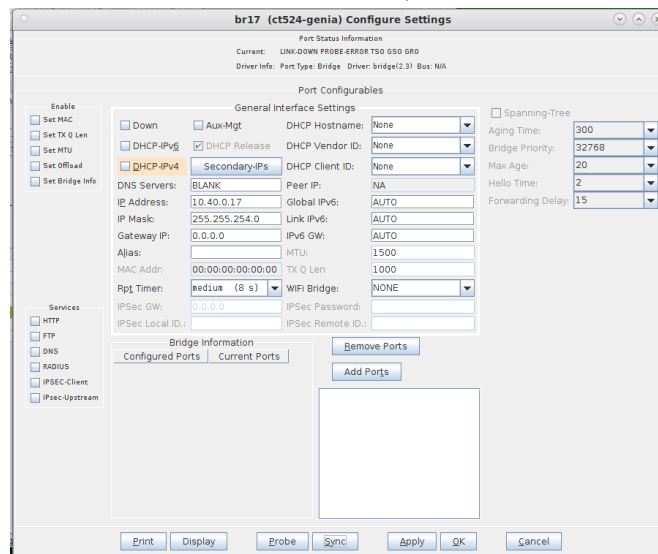 br17 (ct524-genia) Configure Settings
Port Status Information
Current: LINK-DOWN PROBE-ERROR TSO GSO GRO
Driver Info: Port Type: Bridge Driver: bridge(2.3) Bus: N/A
Port Configurables
Enable
Set MAC
Set TX Q Len
Set MTU
Set Offload
Set Bridge Info
Services
HTTP
FTP
DNS
RADIUS
IPSEC-Client
IPsec-Upstream
General Interface Settings
Down Aux-Mgt DHCP Hostname: None
DHCP-IPv6 DHCP Release DHCP Vendor ID: None
DHCP-IPv4 Secondary-IPs DHCP Client ID: None
DNS Servers: BLANK Peer IP: NA
IP Address: 10.40.0.17 Global IPv6: AUTO
IP Mask: 255.255.254.0 Link IPv6: AUTO
Gateway IP: 0.0.0.0 IPv6 GW: AUTO
Alias: MTU: 1500
MAC Addr: 00:00:00:00:00:00 TX Q Len 1000
Rpt Timer: medium (8 s) WiFi Bridge: NONE
IPSec GW: 0.0.0.0 IPSec Password:
IPSec Local ID.: IPSec Remote ID.:
Spanning-Tree
Aging Time: 300
Bridge Priority: 32768
Max Age: 20
Hello Time: 2
Forwarding Delay: 15
Bridge Information
Configured Ports Current Ports
Remove Ports
Add Ports
Print Display Probe Sync Apply OK Cancel